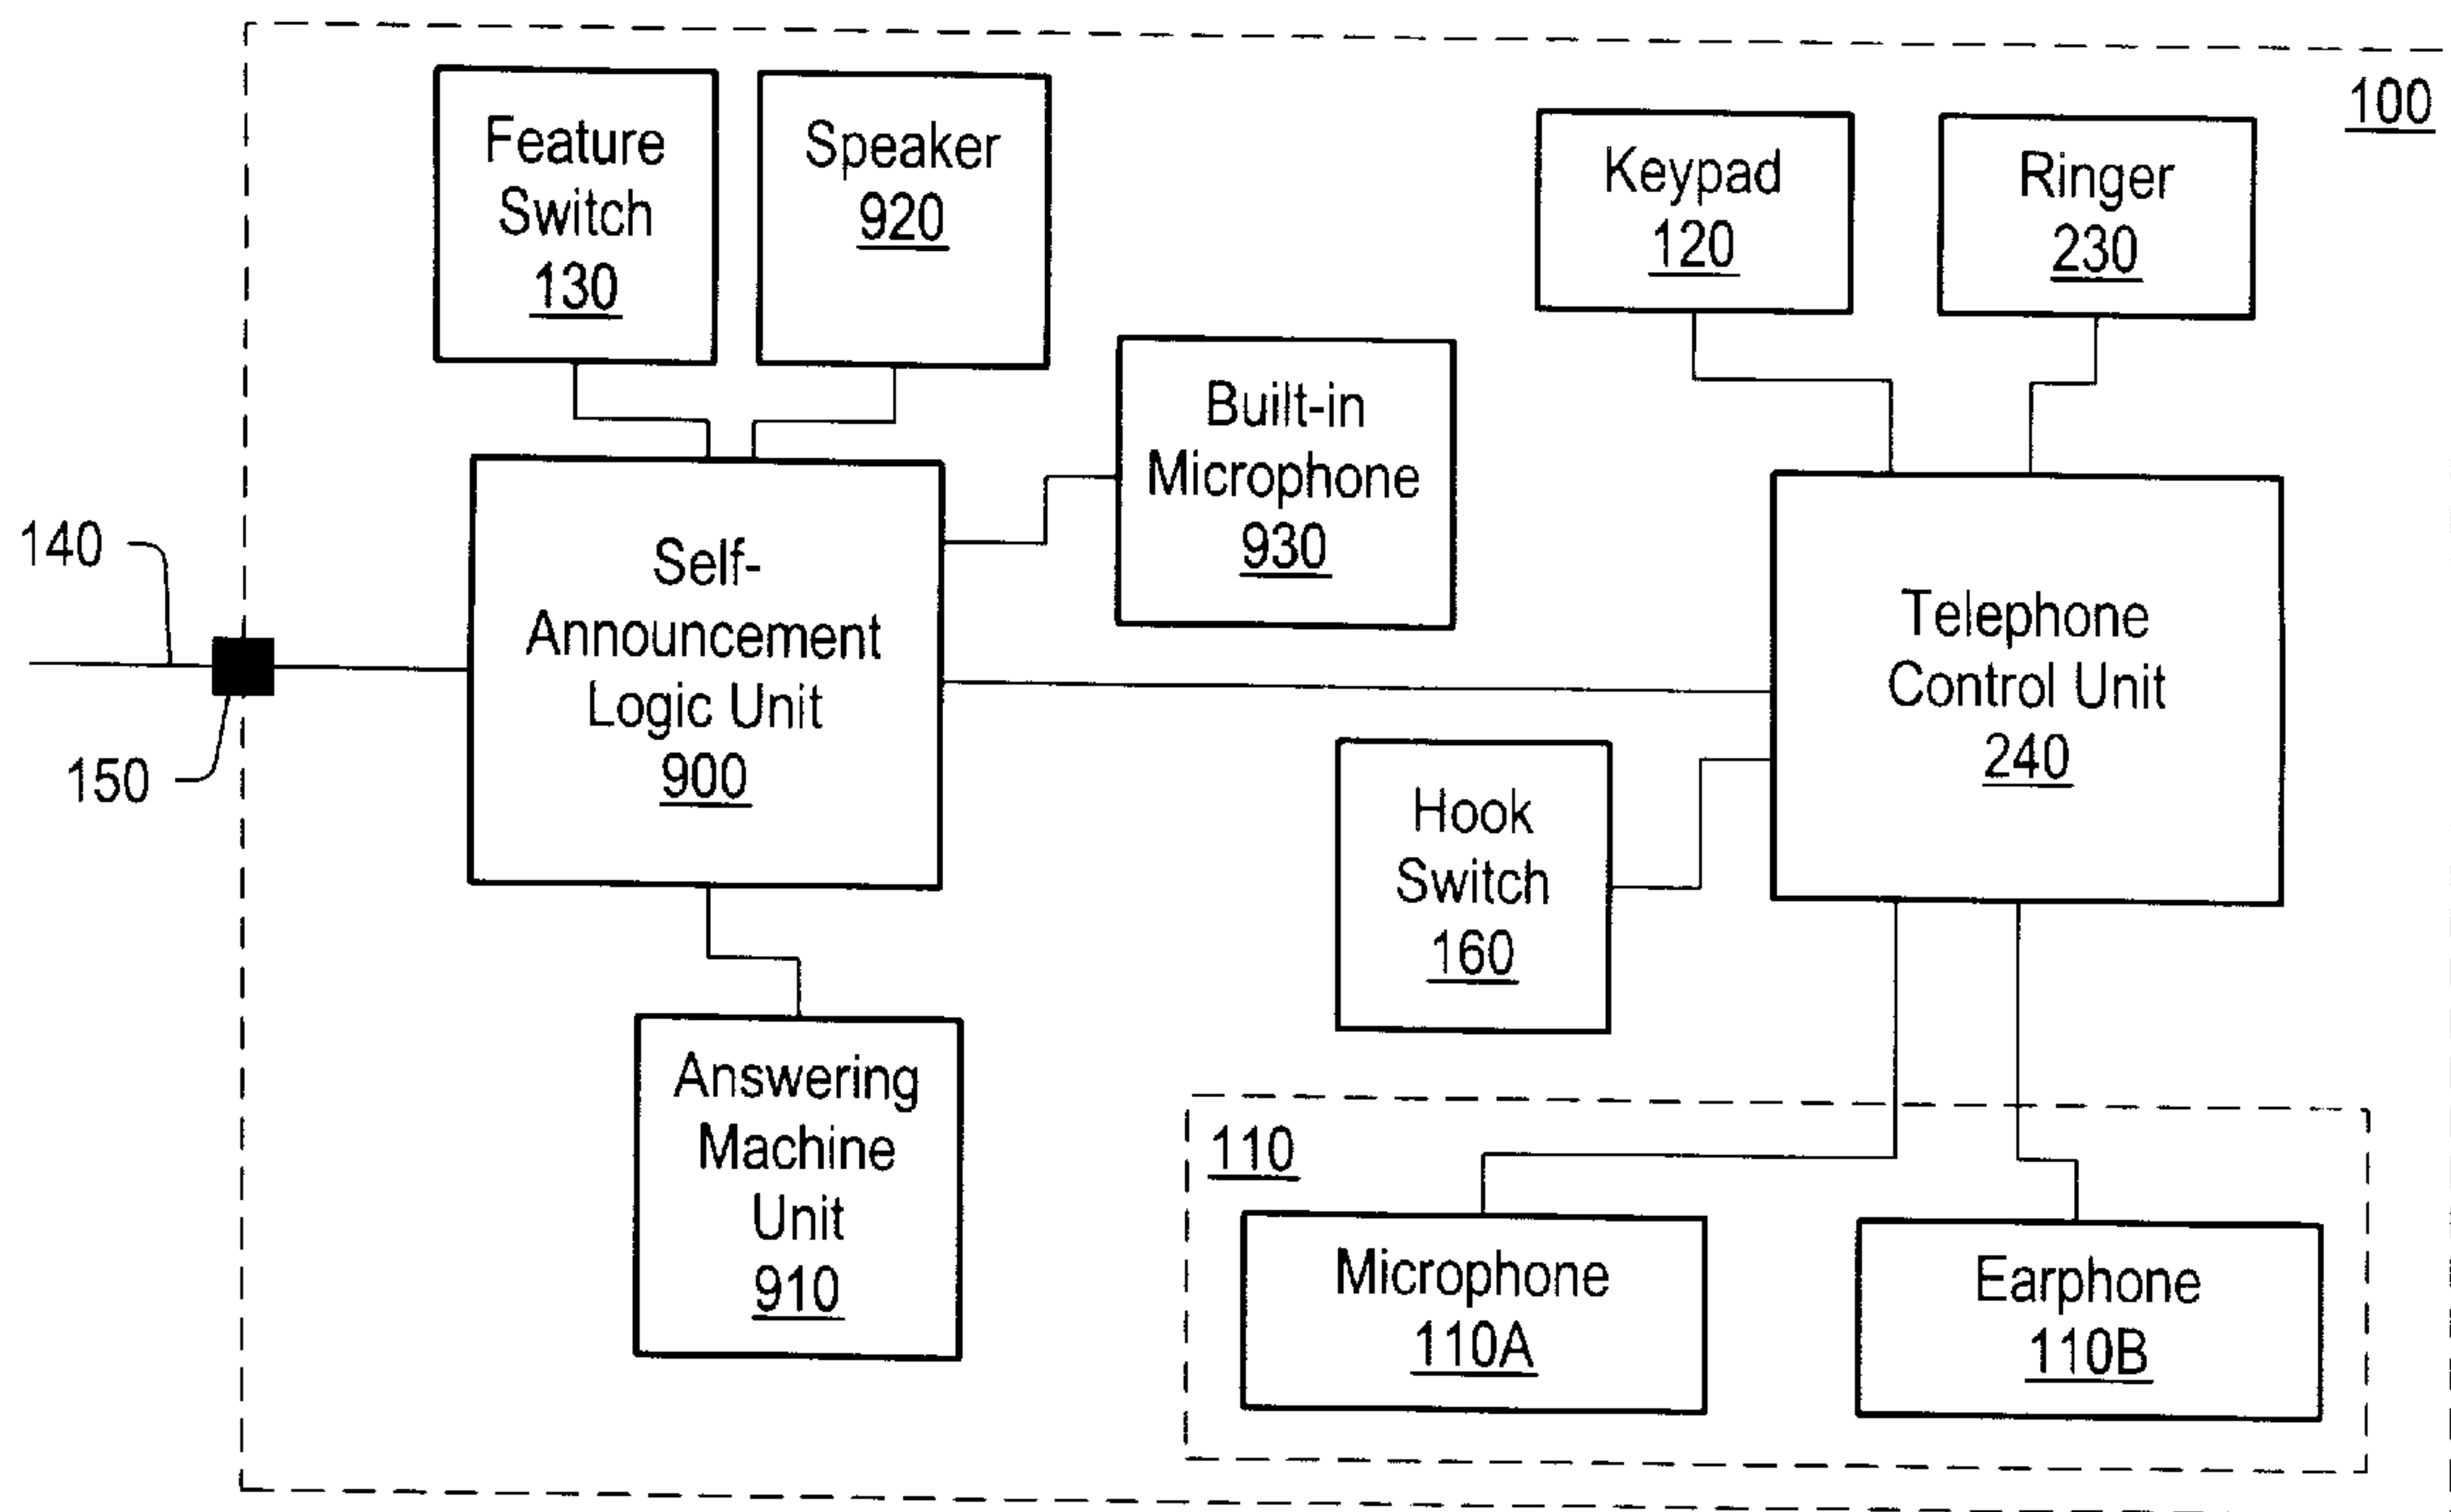 100
Feature
Switch
130
Speaker
920
Keypad
120
Ringer
230
Built-in
Microphone
930
140
150
Self-
Announcement
Logic Unit
900
Telephone
Control Unit
240
Hook
Switch
160
Answering
Machine
Unit
910
110
Microphone
110A
Earphone
110B